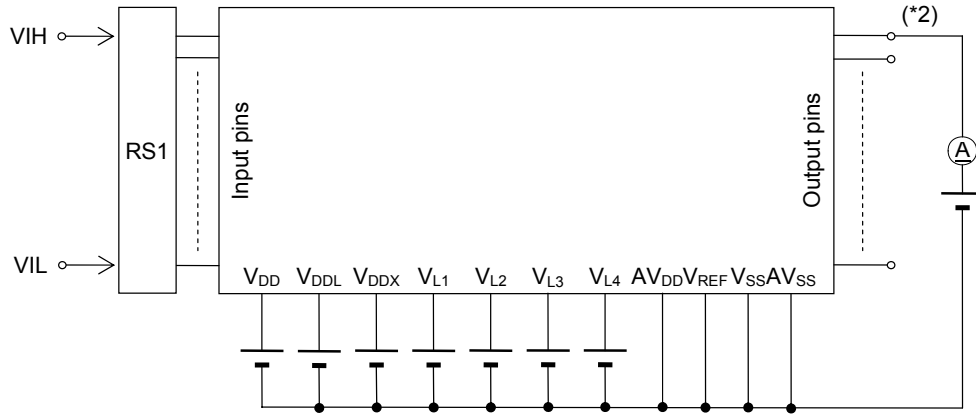 VIH
(*2)
RS1
Input pins
Output pins
A
VIL
VDD VDDL VDDX VL1 VL2 VL3 VL4 AVDD VREF VSS AVSS